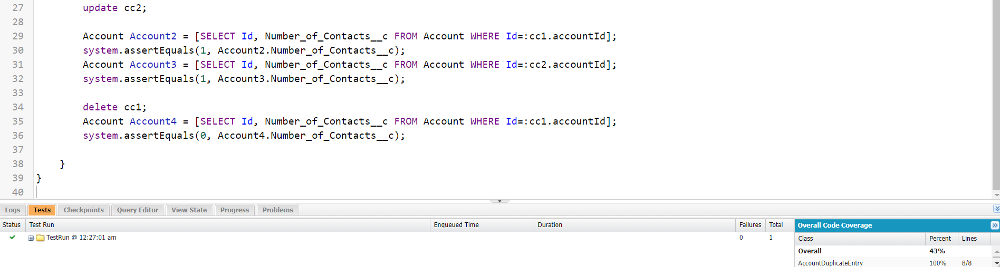 27 update cc2;
28
29 Account Account2 = [SELECT Id, Number_of_Contacts__c FROM Account WHERE Id=:cc1.accountId];
30 system.assertEquals(1, Account2.Number_of_Contacts__c);
31 Account Account3 = [SELECT Id, Number_of_Contacts__c FROM Account WHERE Id=:cc2.accountId];
32 system.assertEquals(1, Account3.Number_of_Contacts__c);
33
34 delete cc1;
35 Account Account4 = [SELECT Id, Number_of_Contacts__c FROM Account WHERE Id=:cc1.accountId];
36 system.assertEquals(0, Account4.Number_of_Contacts__c);
37
38 }
39 }
40
Logs Tests Checkpoints Query Editor View State Progress Problems
Status Test Run Enqueued Time Duration Failures Total
TestRun @ 12:27:01 am 0 1
Overall Code Coverage
Class Percent Lines
Overall 43%
AccountDuplicateEntry 100% 8/8